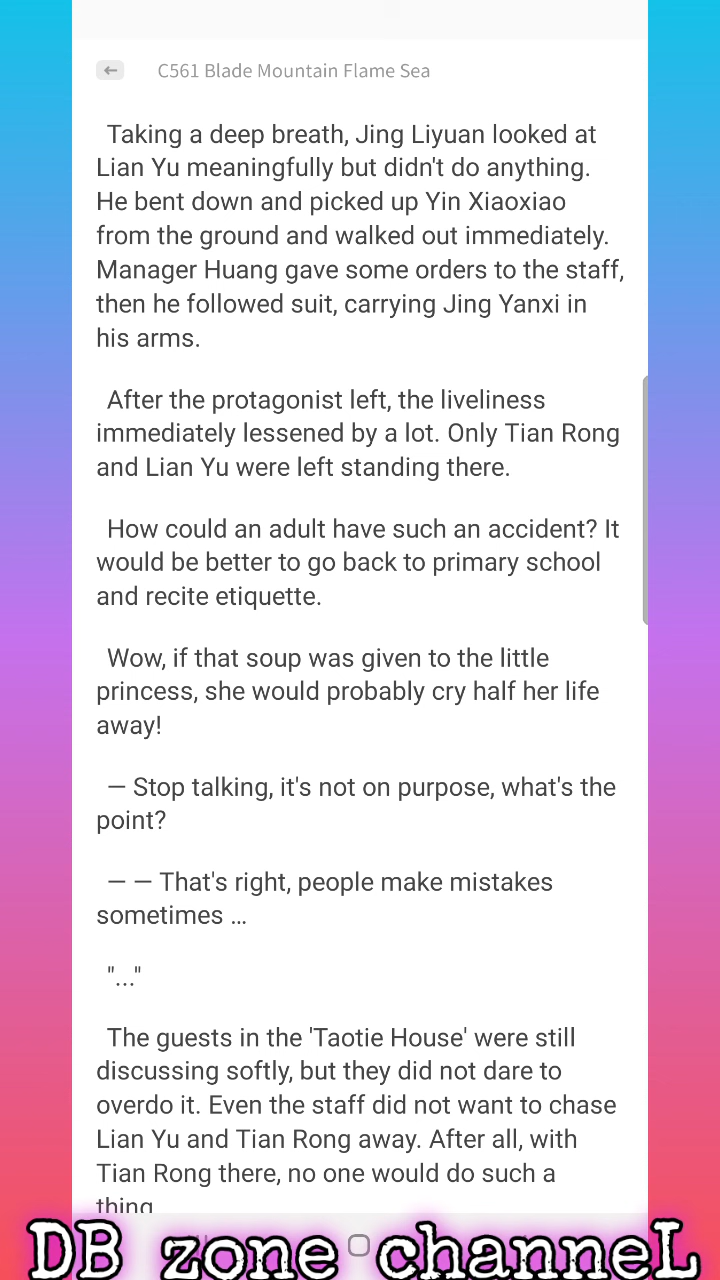 C561 Blade Mountain Flame Sea
Taking a deep breath, Jing Liyuan looked at
Lian Yu meaningfully but didn't do anything.
He bent down and picked up Yin Xiaoxiao
from the ground and walked out immediately.
Manager Huang gave some orders to the staff,
then he followed suit, carrying Jing Yanxi in
his arms.
After the protagonist left, the liveliness
immediately lessened by a lot. Only Tian Rong
and Lian Yu were left standing there.
How could an adult have such an accident? It
would be better to go back to primary school
and recite etiquette.
Wow, if that soup was given to the little
princess, she would probably cry half her life
away!
— Stop talking, it's not on purpose, what's the
point?
— — That's right, people make mistakes
sometimes …
"…"
The guests in the 'Taotie House' were still
discussing softly, but they did not dare to
overdo it. Even the staff did not want to chase
Lian Yu and Tian Rong away. After all, with
Tian Rong there, no one would do such a
thing
DB zone channeL